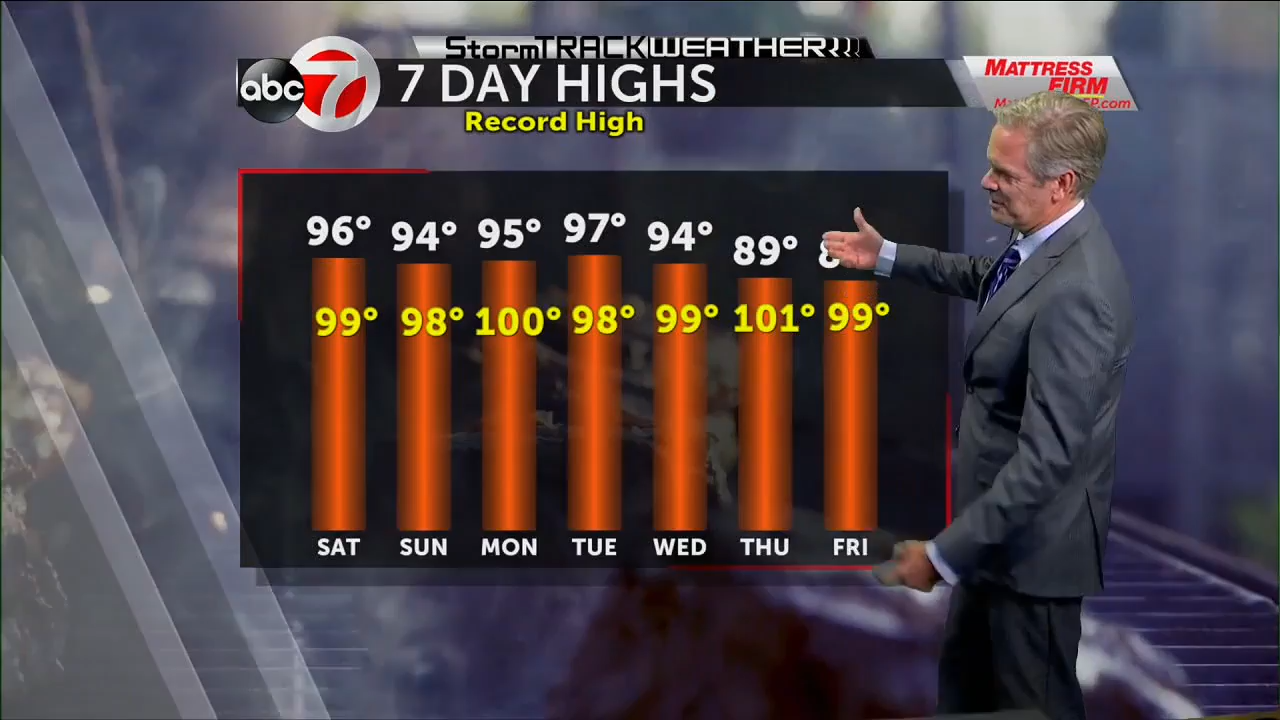 StormTRACKWEATHER
abc 7
7 DAY HIGHS
MATTRESS
FIRM
Record High
96° 94° 95° 97° 94° 89°
99° 98° 100° 98° 99° 101° 99°
SAT SUN MON TUE WED THU FRI